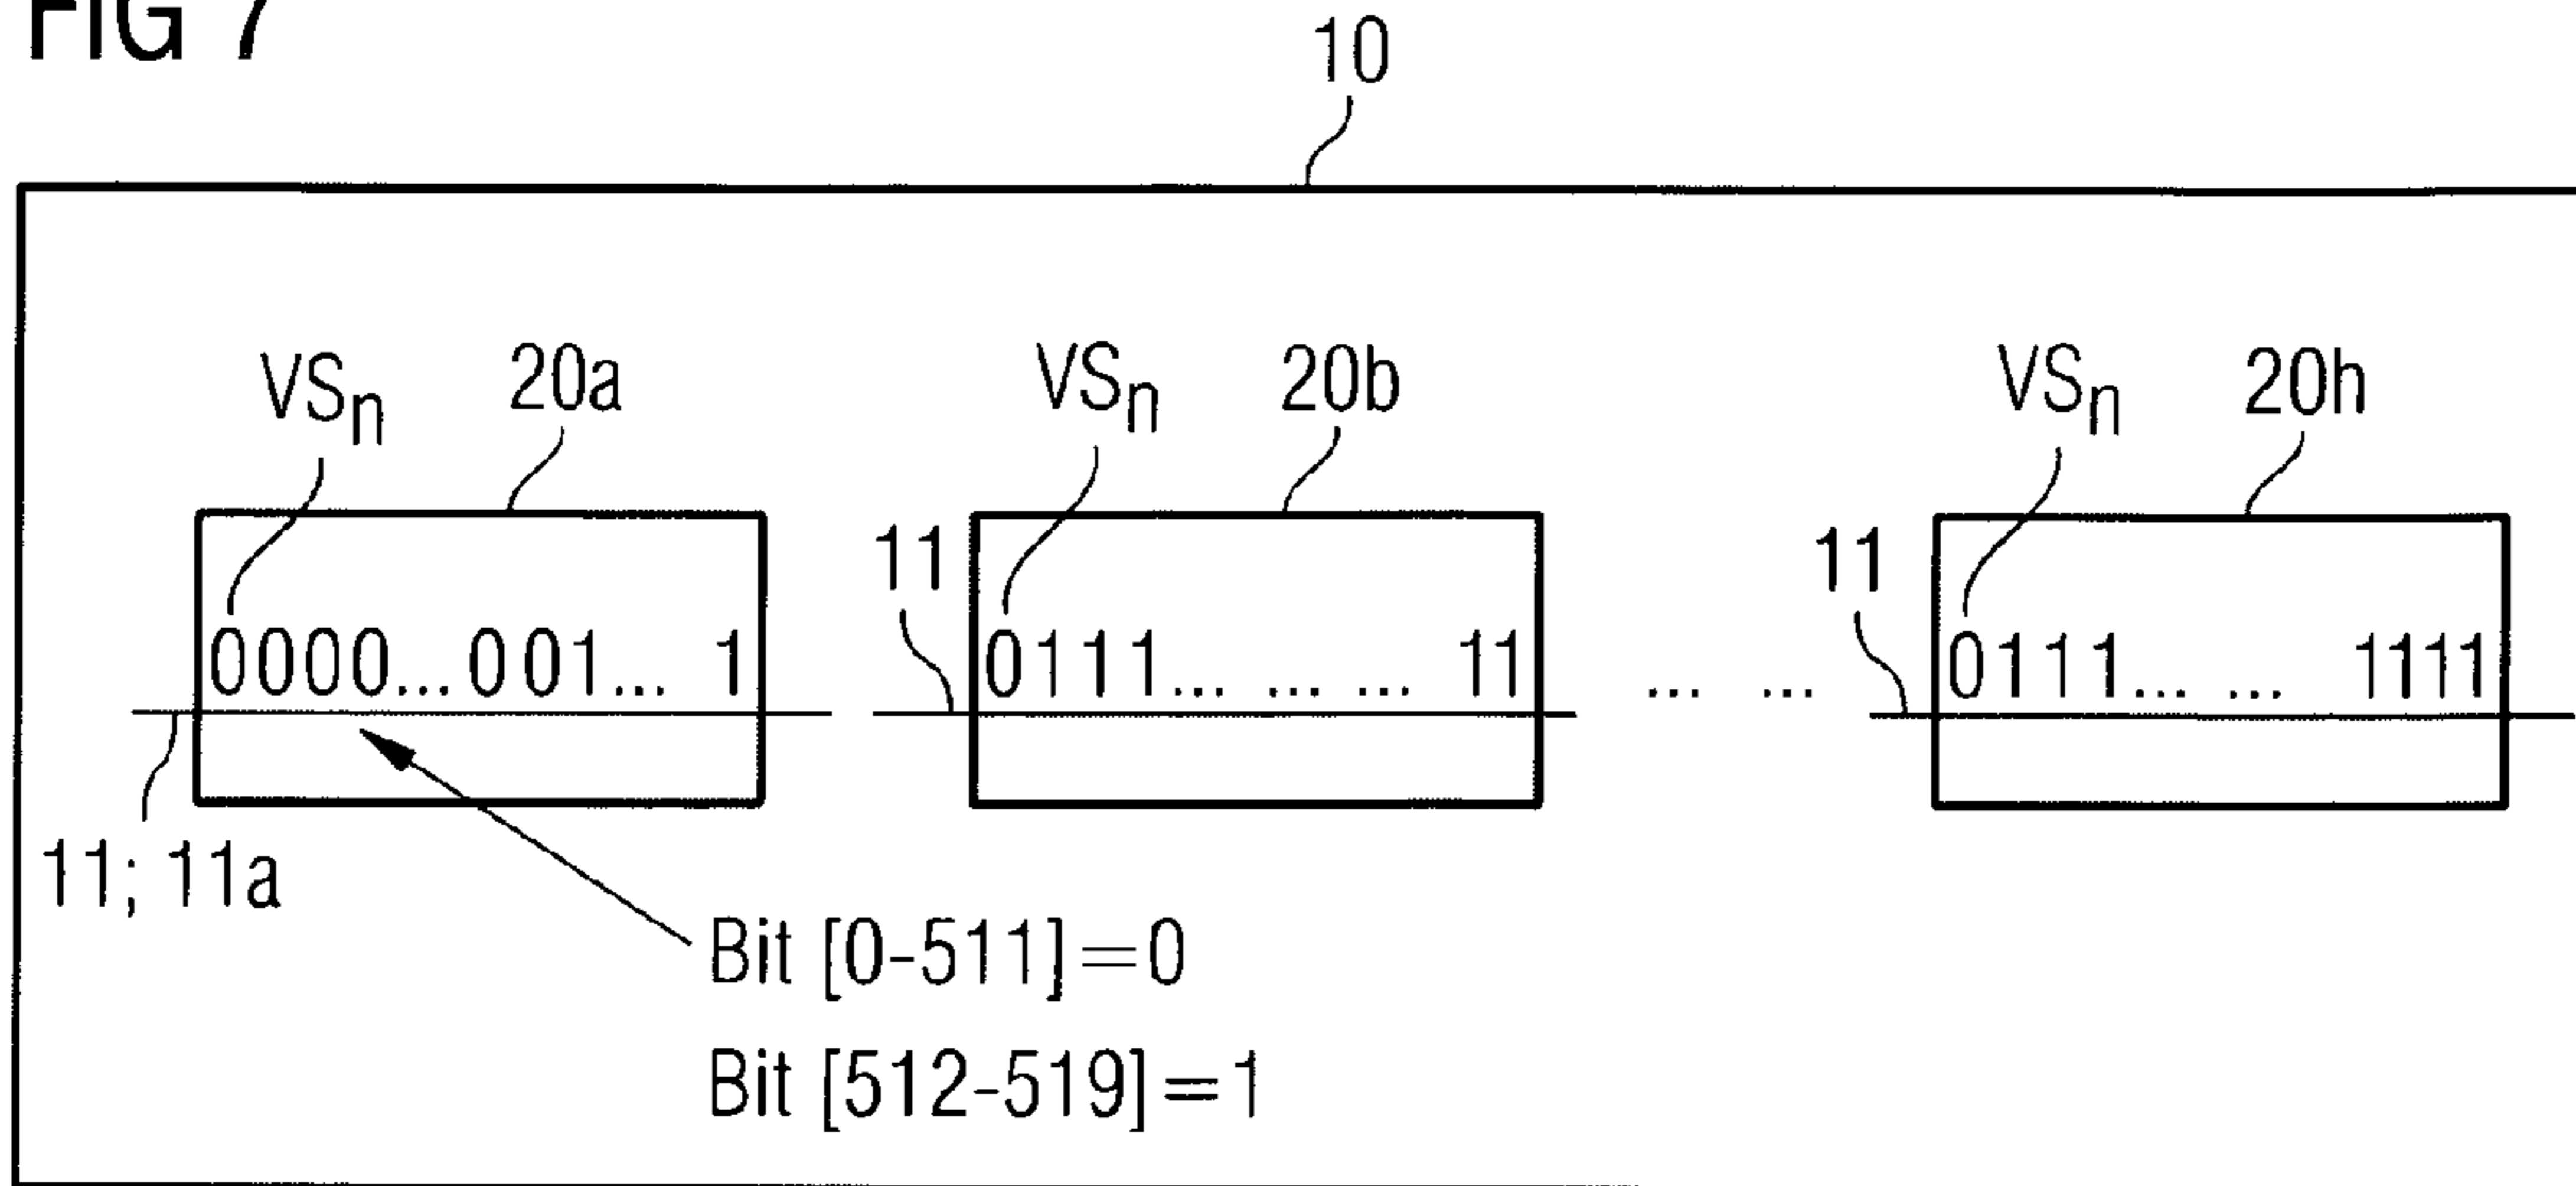 FIG 7
10
VSn 20a VSn 20b VSn 20h
11 11
0000... 001... 1 0111... ... ... 11 ... ... 0111... ... 1111
11; 11a
Bit [0-511]=0
Bit [512-519]=1